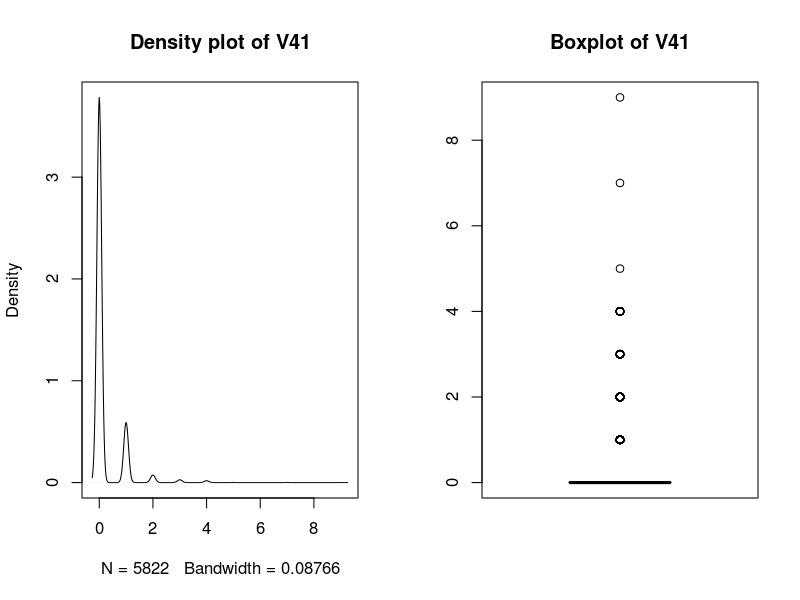 Density plot of V41
Density
0 1 2 3
0 2 4 6 8
N = 5822 Bandwidth = 0.08766
Boxplot of V41
0 2 4 6 8